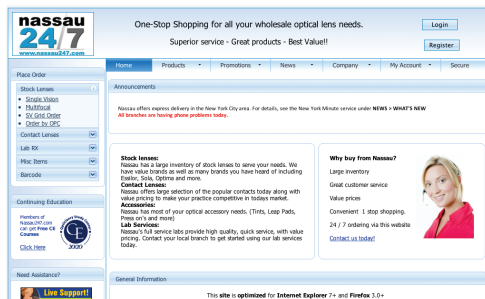 nassau
24/7
www.nassau247.com
One-Stop Shopping for all your wholesale optical lens needs.
Superior service - Great products - Best Value!!
Login
Register
Home Products Promotions News Company My Account Secure
Place Order
Stock Lenses
Single Vision
Multifocal
SV Grid Order
Order by OPC
Contact Lenses
Lab RX
Misc Items
Barcode
Continuing Education
Members of
Nassau247.com
can get Free CE
Courses
Click Here
2020
Need Assistance?
Live Support!
Announcements
Nassau offers express delivery in the New York City area. For details, see the New York Minute service under NEWS > WHAT'S NEW
All branches are having phone problems today.
Stock lenses:
Nassau has a large inventory of stock lenses to serve your needs. We
have value brands as well as many brands you have heard of including
Essilor, Sola, Optima and more.
Contact Lenses:
Nassau offers large selection of the popular contacts today along with
value pricing to make your practice competitive in todays market.
Accessories:
Nassau has most of your optical accessory needs. (Tints, Leap Pads,
Press on's and more)
Lab Services:
Nassau's full service labs provide high quality, quick service, with value
pricing. Contact your local branch to get started using our lab services
today.
Why buy from Nassau?
Large inventory
Great customer service
Value prices
Convenient 1 stop shopping.
24 / 7 ordering via this website
Contact us today!
General Information
This site is optimized for Internet Explorer 7+ and Firefox 3.0+